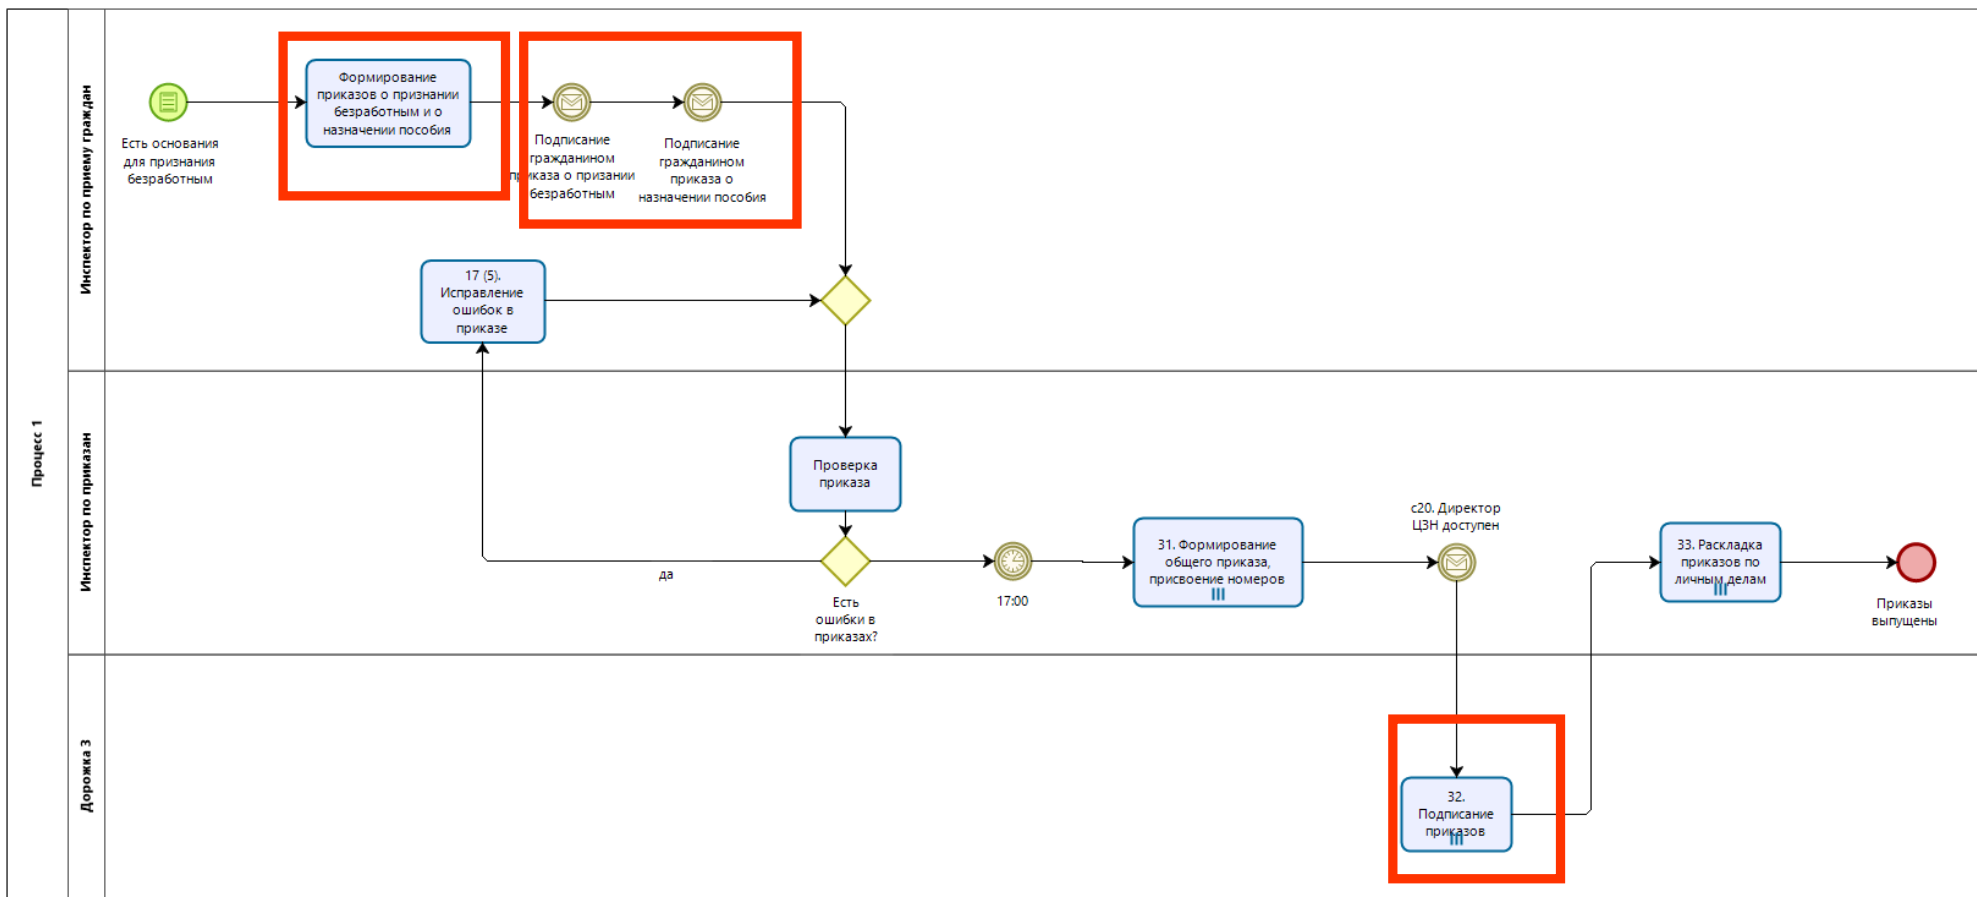 Процесс 1
Инспектор по приему граждан
Есть основания
для признания
безработным
Формирование
приказов о признании
безработным и о
назначении пособия
Подписание
гражданином
приказа о призании
безработным
Подписание
гражданином
приказа о
назначении пособия
17 (5).
Исправление
ошибок в
приказе
Инспектор по приказан
Проверка
приказа
да
Есть
ошибки в
приказах?
17:00
31. Формирование
общего приказа,
присвоение номеров
с20. Директор
ЦЗН доступен
33. Раскладка
приказов по
личным делам
Приказы
выпущены
Дорожка 3
32.
Подписание
приказов